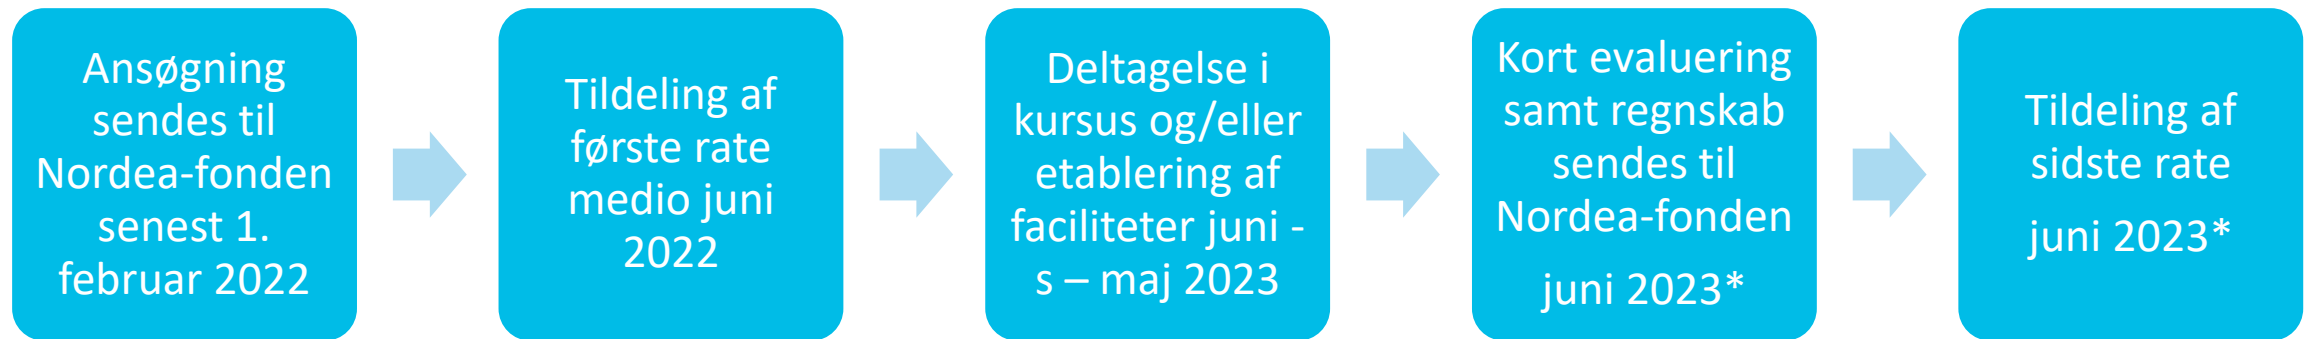 Ansøgning
sendes til
Nordea-fonden
senest 1.
februar 2022
Tildeling af
første rate
medio juni
2022
Deltagelse i
kursus og/eller
etablering af
faciliteter juni -
s – maj 2023
Kort evaluering
samt regnskab
sendes til
Nordea-fonden
juni 2023*
Tildeling af
sidste rate
juni 2023*